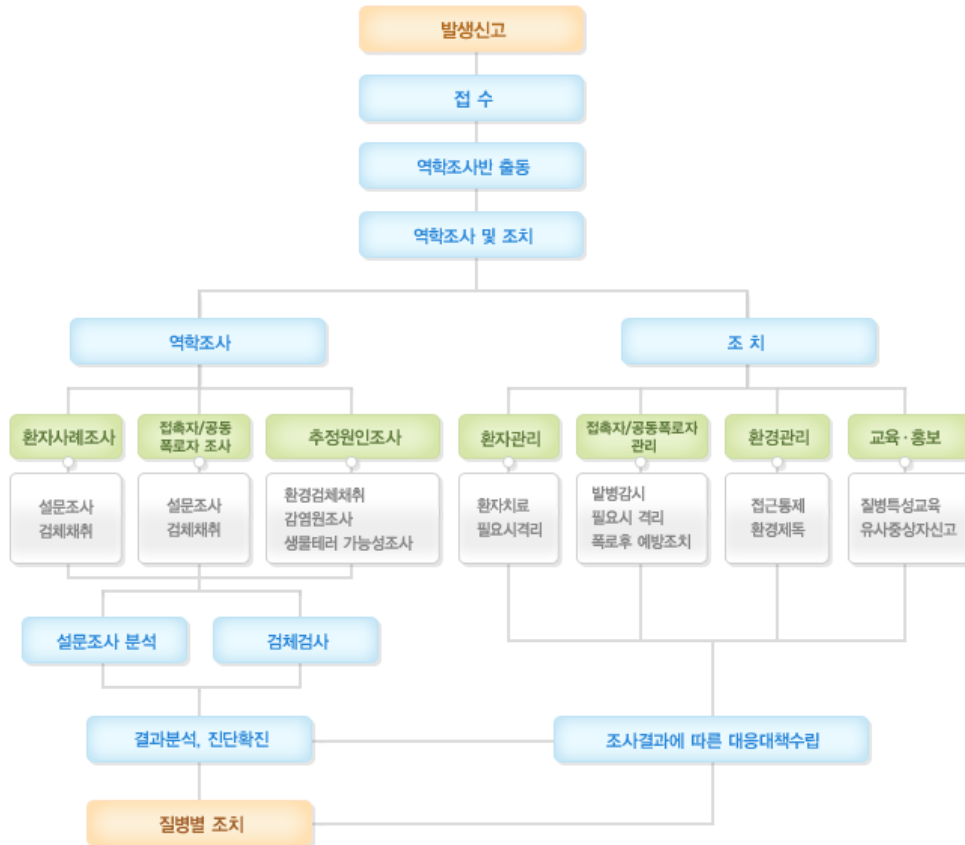 발생신고
접 수
역학조사반 출동
역학조사 및 조치
역학조사
조 치
환자사례조사
접촉자/공동
폭로자 조사
추정원인조사
환자관리
접촉자/공동폭로자
관리
환경관리
교육·홍보
설문조사
검체채취
설문조사
검체채취
환경검체채취
감염원조사
생물테러 가능성조사
환자치료
필요시격리
발병감시
필요시 격리
폭로후 예방조치
접근통제
환경제독
질병특성교육
유사증상자신고
설문조사 분석
검체검사
결과분석, 진단확진
조사결과에 따른 대응대책수립
질병별 조치